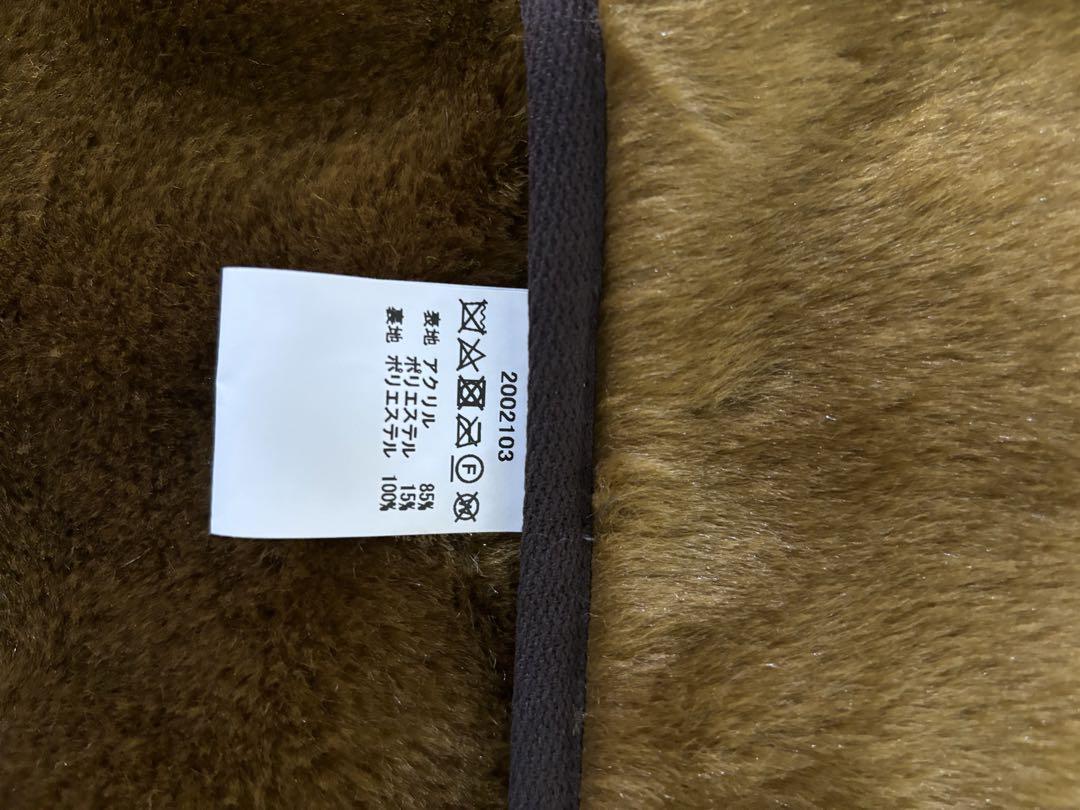 2002103
F
W
表地 アクリル 85%
ポリエステル 15%
裏地 ポリエステル 100%